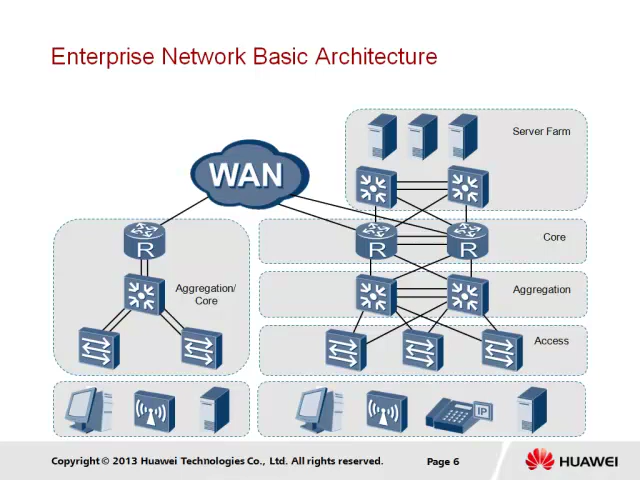 Enterprise Network Basic Architecture
Server Farm
WAN
R
R
R
Core
Aggregation/
Core
Aggregation
Access
IP
Copyright © 2013 Huawei Technologies Co., Ltd. All rights reserved.
Page 6
HUAWEI